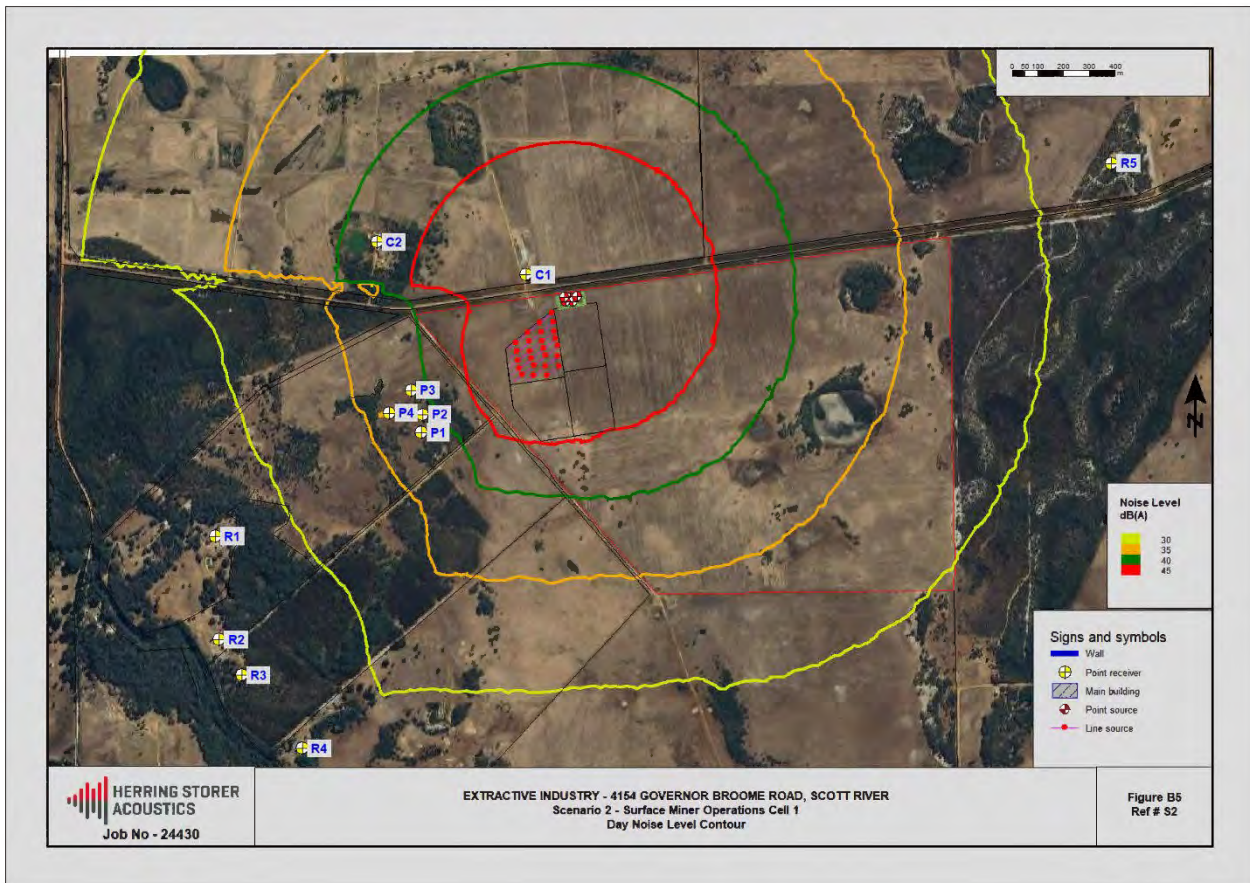 0 50 100 200 300 400
m
R5
C2
C1
P3
P4
P2
P1
R1
R2
R3
R4
N
Noise Level
dB(A)
30
35
40
45
Signs and symbols
Wall
Point receiver
Main building
Point source
Line source
HERRING STORER
ACOUSTICS
Job No - 24430
EXTRACTIVE INDUSTRY - 4154 GOVERNOR BROOME ROAD, SCOTT RIVER
Scenario 2 - Surface Miner Operations Cell 1
Day Noise Level Contour
Figure B5
Ref # S2